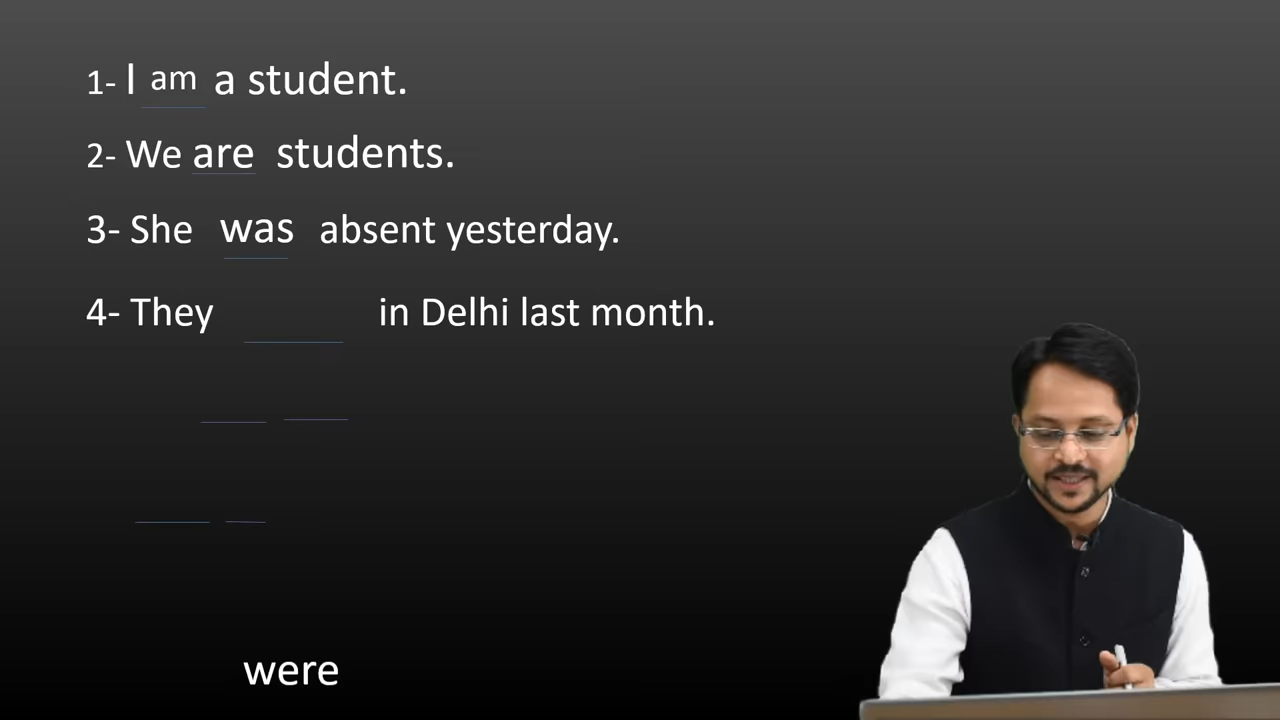 1- I am a student.
2- We are students.
3- She was absent yesterday.
4- They in Delhi last month.
were